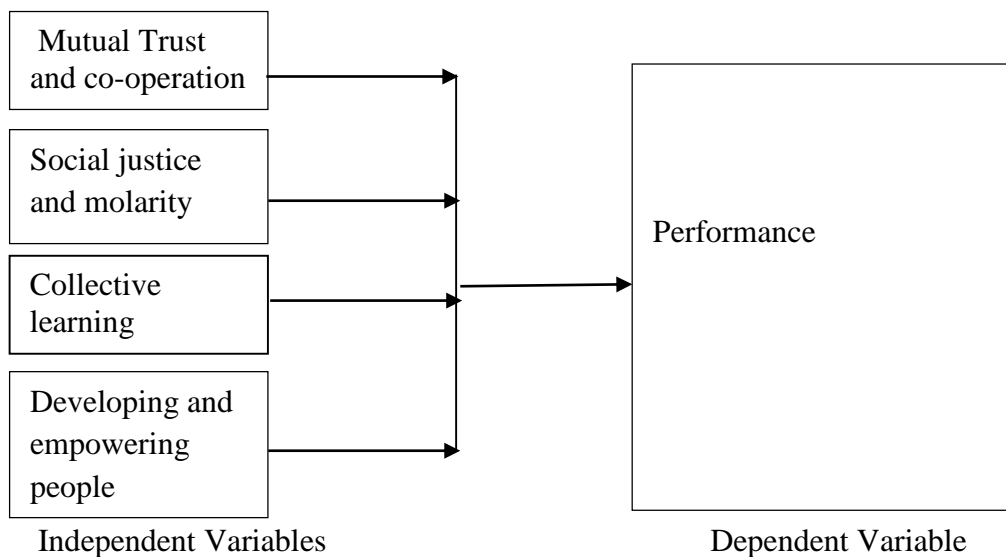 Mutual Trust
and co-operation
Social justice
and molarity
Collective
learning
Developing and
empowering
people
Performance
Independent Variables
Dependent Variable